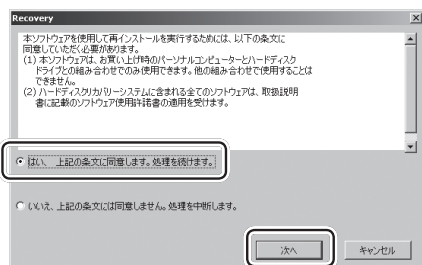 Recovery
本ソフトウェアを使用して再インストールを実行するためには、以下の条文に
同意していただく必要があります。
(1) 本ソフトウェアは、お買い上げ時のパーソナルコンピューターとハードディスク
ドライブとの組み合わせでのみ使用できます。他の組み合わせで使用することは
できません。
(2) ハードディスクリカバリーシステムに含まれる全てのソフトウェアは、取扱説明
書に記載のソフトウェア使用許諾書の適用を受けます。
はい、 上記の条文に同意します。処理を続けます。
いいえ、上記の条文には同意しません。処理を中断します。
次へ
キャンセル